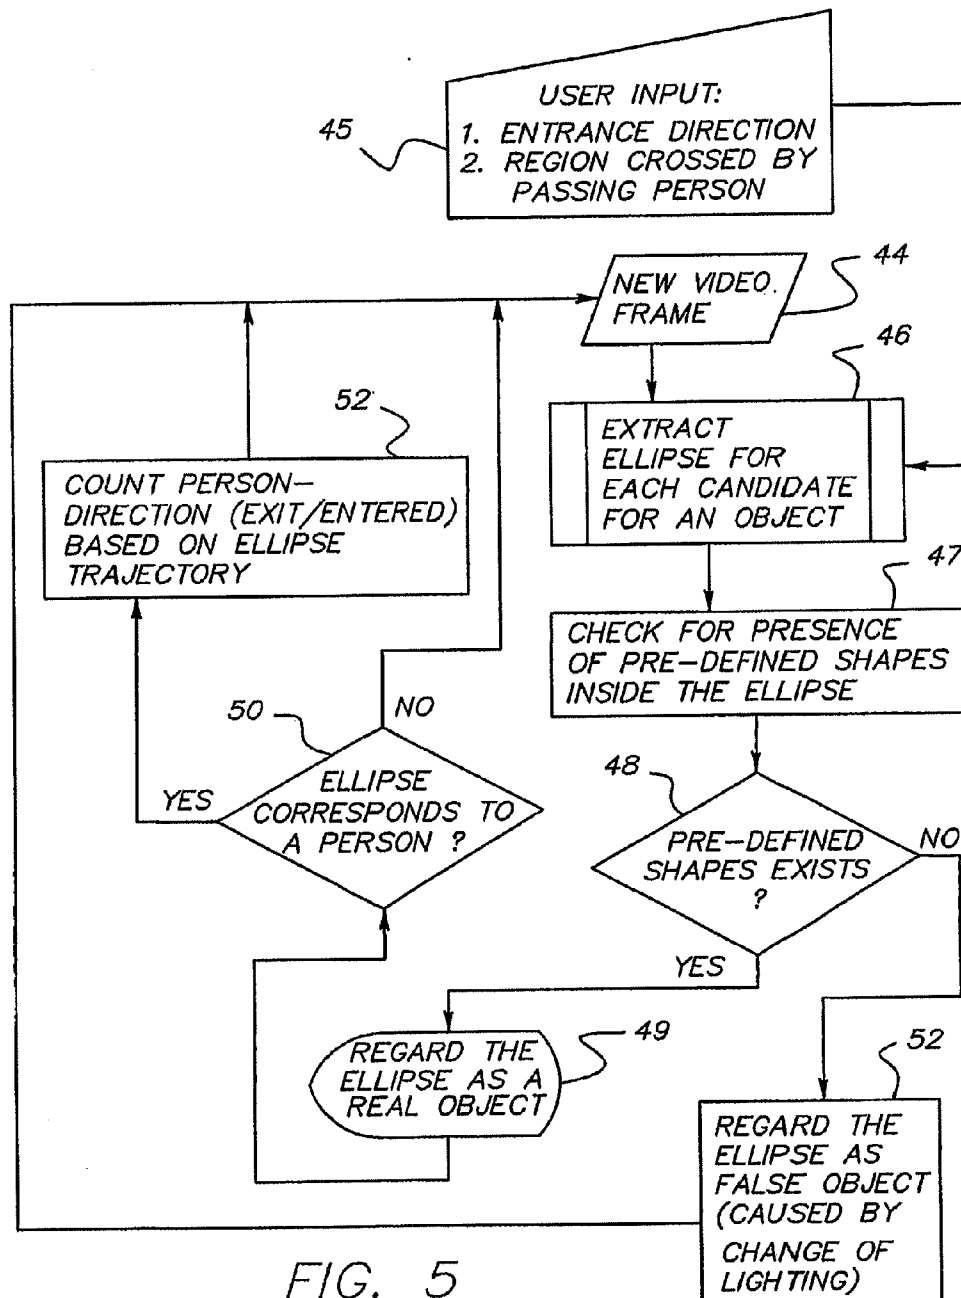 USER INPUT:
45
1. ENTRANCE DIRECTION
2. REGION CROSSED BY
PASSING PERSON
44
NEW VIDEO
FRAME
46
52
EXTRACT
ELLIPSE FOR
EACH CANDIDATE
FOR AN OBJECT
COUNT PERSON-
DIRECTION (EXIT/ENTERED)
BASED ON ELLIPSE
TRAJECTORY
47
CHECK FOR PRESENCE
OF PRE-DEFINED SHAPES
INSIDE THE ELLIPSE
50
NO
YES
ELLIPSE
CORRESPONDS TO
A PERSON ?
48
NO
PRE-DEFINED
SHAPES EXISTS
?
YES
49
REGARD THE
ELLIPSE AS A
REAL OBJECT
52
REGARD THE
ELLIPSE AS
FALSE OBJECT
(CAUSED BY
CHANGE OF
LIGHTING)
FIG. 5